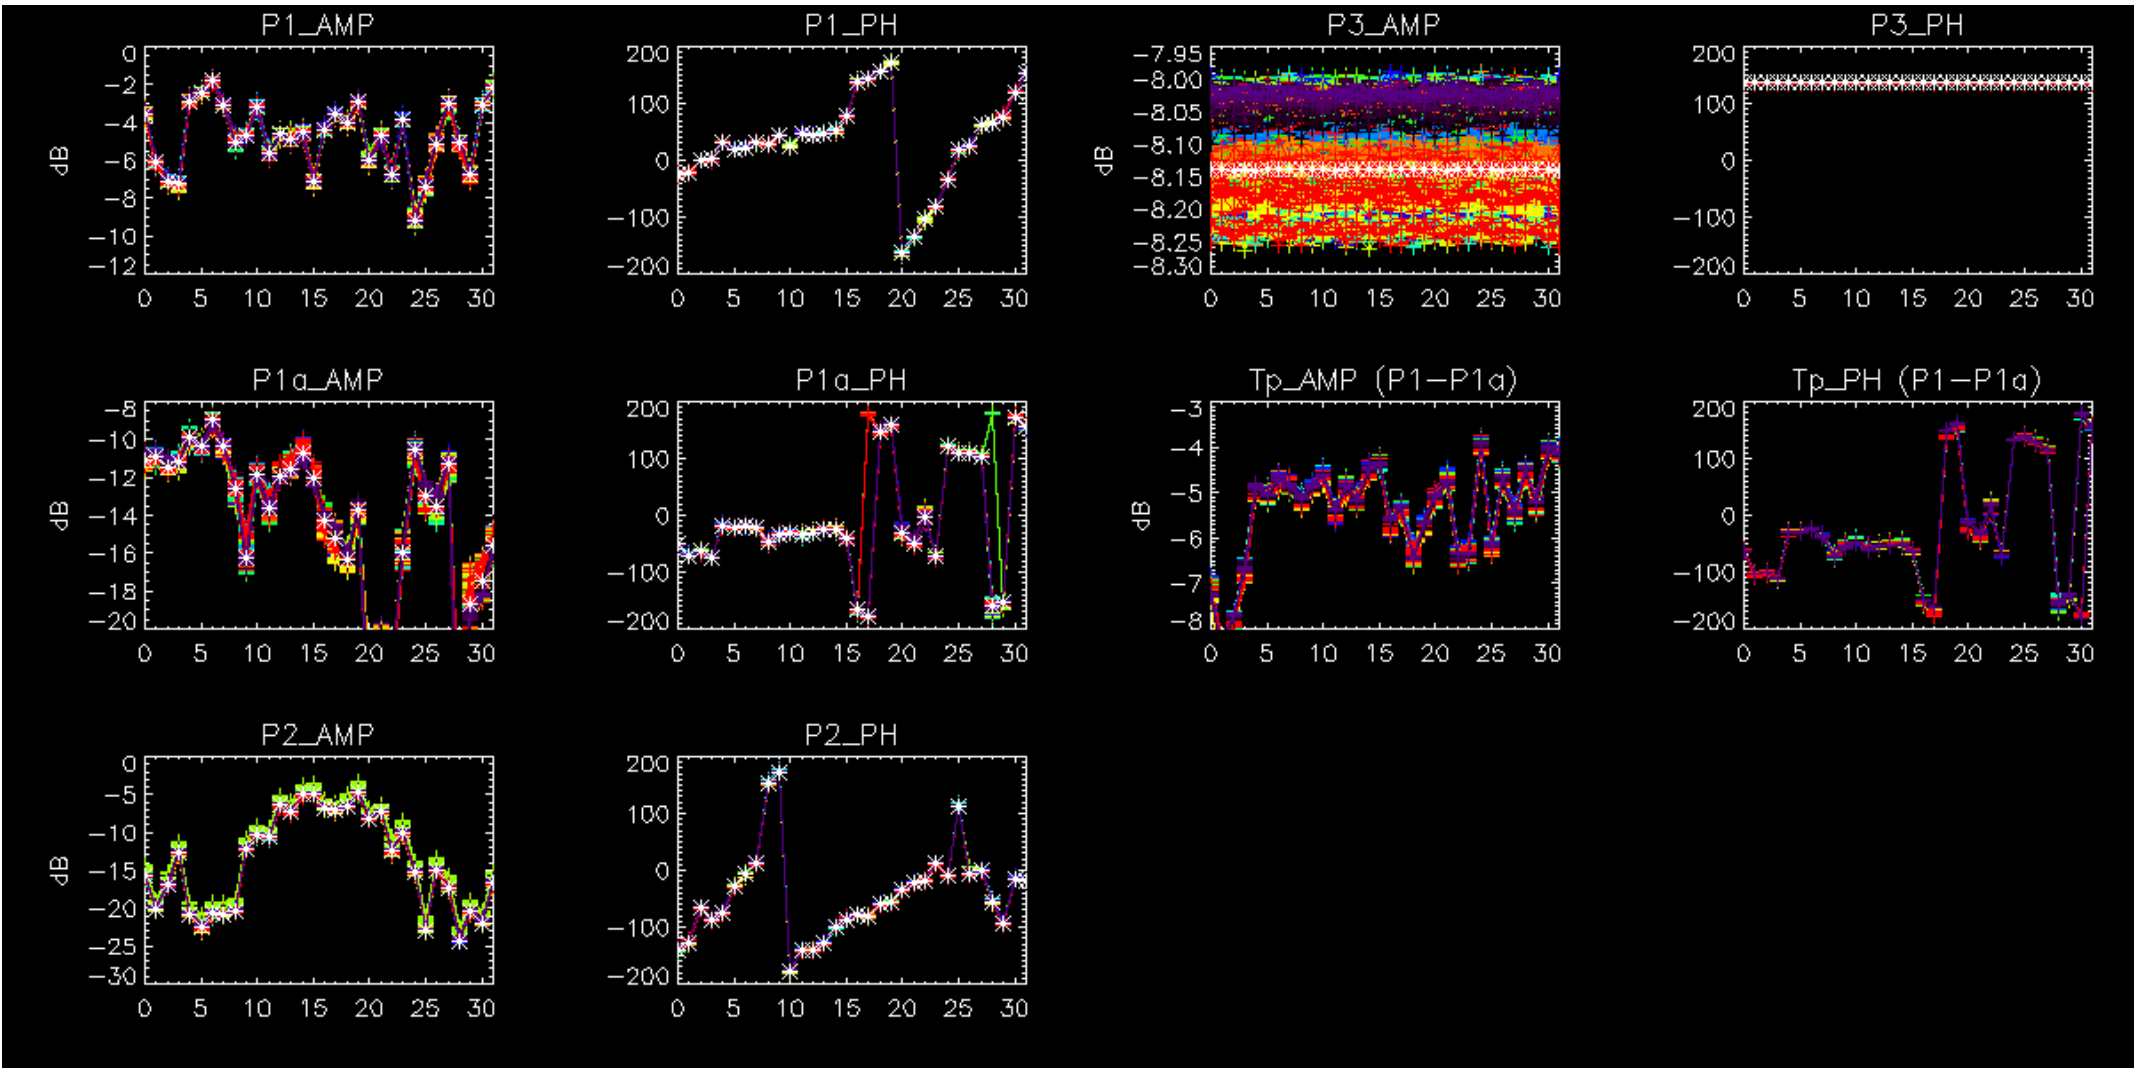 P1_AMP
0
−2
−4
−6
−8
−10
−12
dB
0 5 10 15 20 25 30
P1_PH
200
100
0
−100
−200
0 5 10 15 20 25 30
P3_AMP
−7.95
−8.00
−8.05
−8.10
−8.15
−8.20
−8.25
−8.30
dB
0 5 10 15 20 25 30
P3_PH
200
100
0
−100
−200
0 5 10 15 20 25 30
P1a_AMP
−8
−10
−12
−14
−16
−18
−20
dB
0 5 10 15 20 25 30
P1a_PH
200
100
0
−100
−200
0 5 10 15 20 25 30
Tp_AMP (P1−P1a)
−3
−4
−5
−6
−7
−8
dB
0 5 10 15 20 25 30
Tp_PH (P1−P1a)
200
100
0
−100
−200
0 5 10 15 20 25 30
P2_AMP
0
−5
−10
−15
−20
−25
−30
dB
0 5 10 15 20 25 30
P2_PH
200
100
0
−100
−200
0 5 10 15 20 25 30